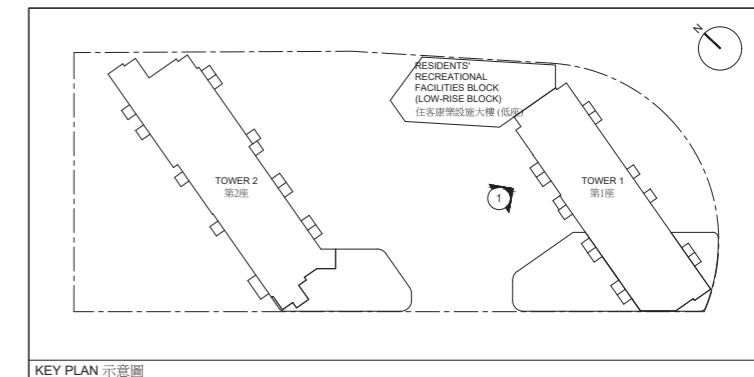 N
RESIDENTS'
RECREATIONAL
FACILITIES BLOCK
(LOW-RISE BLOCK)
住客康樂設施大樓 (低座)
TOWER 2
第2座
TOWER 1
第1座
1
KEY PLAN 示意圖